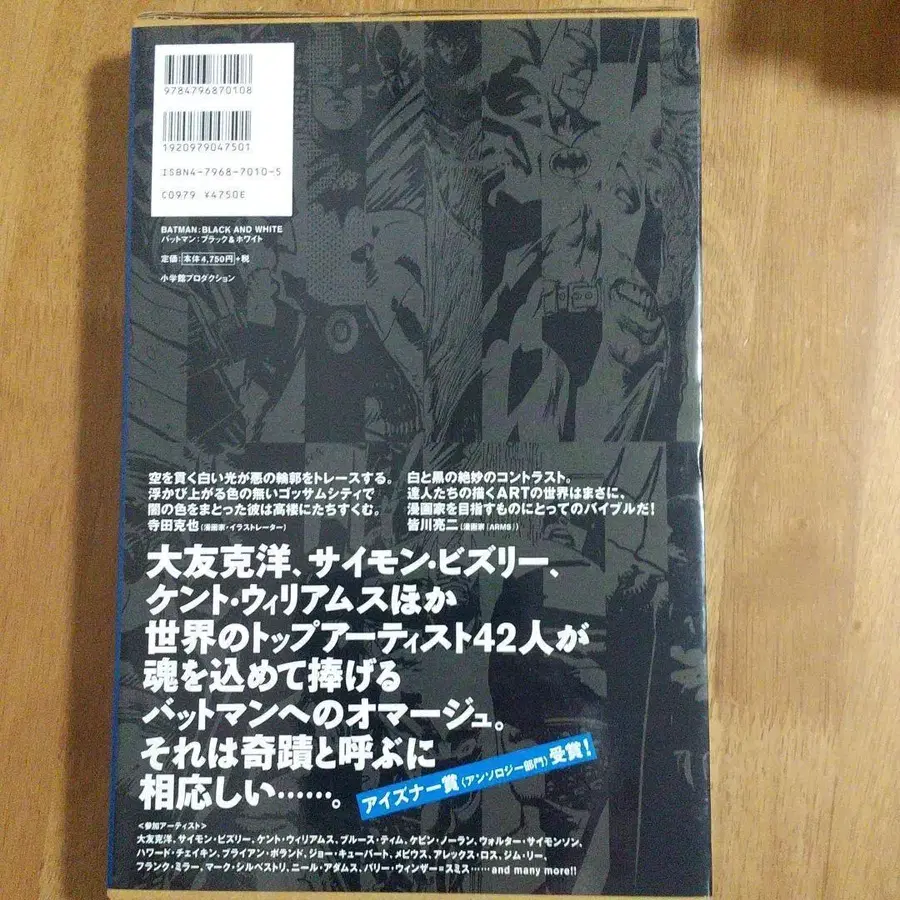 9784796870108
1920979047501
ISBN4-7968-7010-5
C0979 ¥4750E
BATMAN:BLACK AND WHITE
バットマン:ブラック&ホワイト
定価:本体4,750円+税
小学館プロダクション
空を貫く白い光が悪の輪郭をトレースする。
浮かび上がる色の無いゴッサムシティで
闇の色をまとった彼は高楼にたちすくむ。
寺田克也(漫画家・イラストレーター)
白と黒の絶妙のコントラスト。
達人たちの描くARTの世界はまさに、
漫画家を目指すものにとってのバイブルだ!
皆川亮二(漫画家「ARMS」)
大友克洋、サイモン・ビズリー、
ケント・ウィリアムスほか
世界のトップアーティスト42人が
魂を込めて捧げる
バットマンへのオマージュ。
それは奇蹟と呼ぶに
相応しい……。
アイズナー賞(アンソロジー部門)受賞!
<参加アーティスト>
大友克洋、サイモン・ビズリー、ケント・ウィリアムス、ブルース・ティム、ケビン・ノーラン、ウォルター・サイモンソン、
ハワード・チェイキン、ブライアン・ボランド、ジョー・キューバート、メビウス、アレックス・ロス、ジム・リー、
フランク・ミラー、マーク・シルベストリ、ニール・アダムス、バリー・ウィンザー=スミス……and many more!!